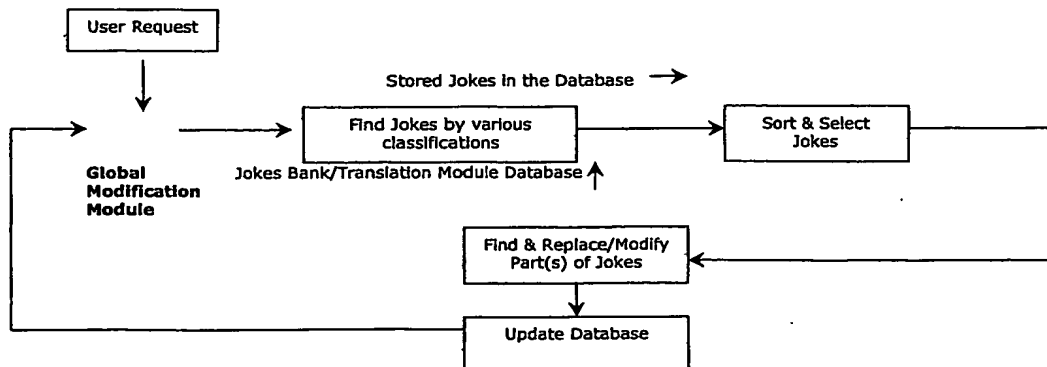 User Request
Stored Jokes in the Database
Find Jokes by various
classifications
Sort & Select
Jokes
Global
Modification
Module
Jokes Bank/Translation Module Database
Find & Replace/Modify
Part(s) of Jokes
Update Database